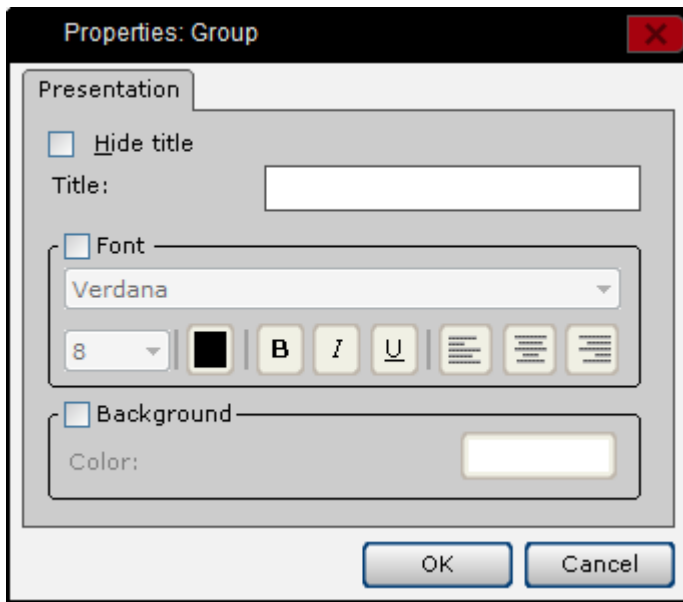 Properties: Group
Presentation
Hide title
Title:
Font
Verdana
8 B I U
Background
Color:
OK Cancel